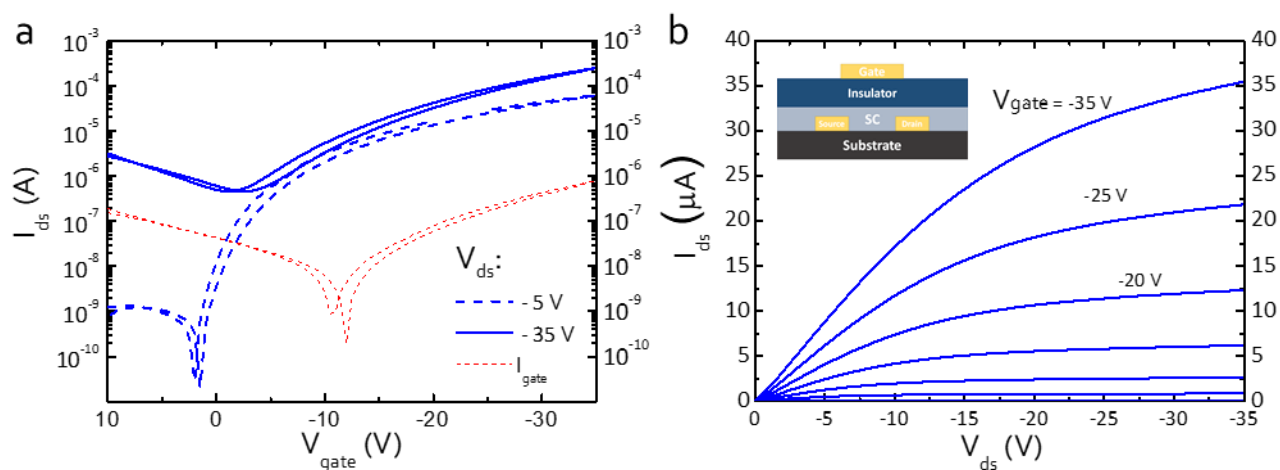 a
10⁻³
10⁻⁴
10⁻⁵
10⁻⁶
10⁻⁷
10⁻⁸
10⁻⁹
10⁻¹⁰
I_ds (A)
V_ds:
- 5 V
- 35 V
I_gate
10⁻³
10⁻⁴
10⁻⁵
10⁻⁶
10⁻⁷
10⁻⁸
10⁻⁹
10⁻¹⁰
10 0 -10 -20 -30
V_gate (V)
b
40
35
30
25
20
15
10
5
0
I_ds (µA)
Gate
Insulator
SC
Source Drain
Substrate
V_gate = -35 V
-25 V
-20 V
40
35
30
25
20
15
10
5
0
0 -5 -10 -15 -20 -25 -30 -35
V_ds (V)